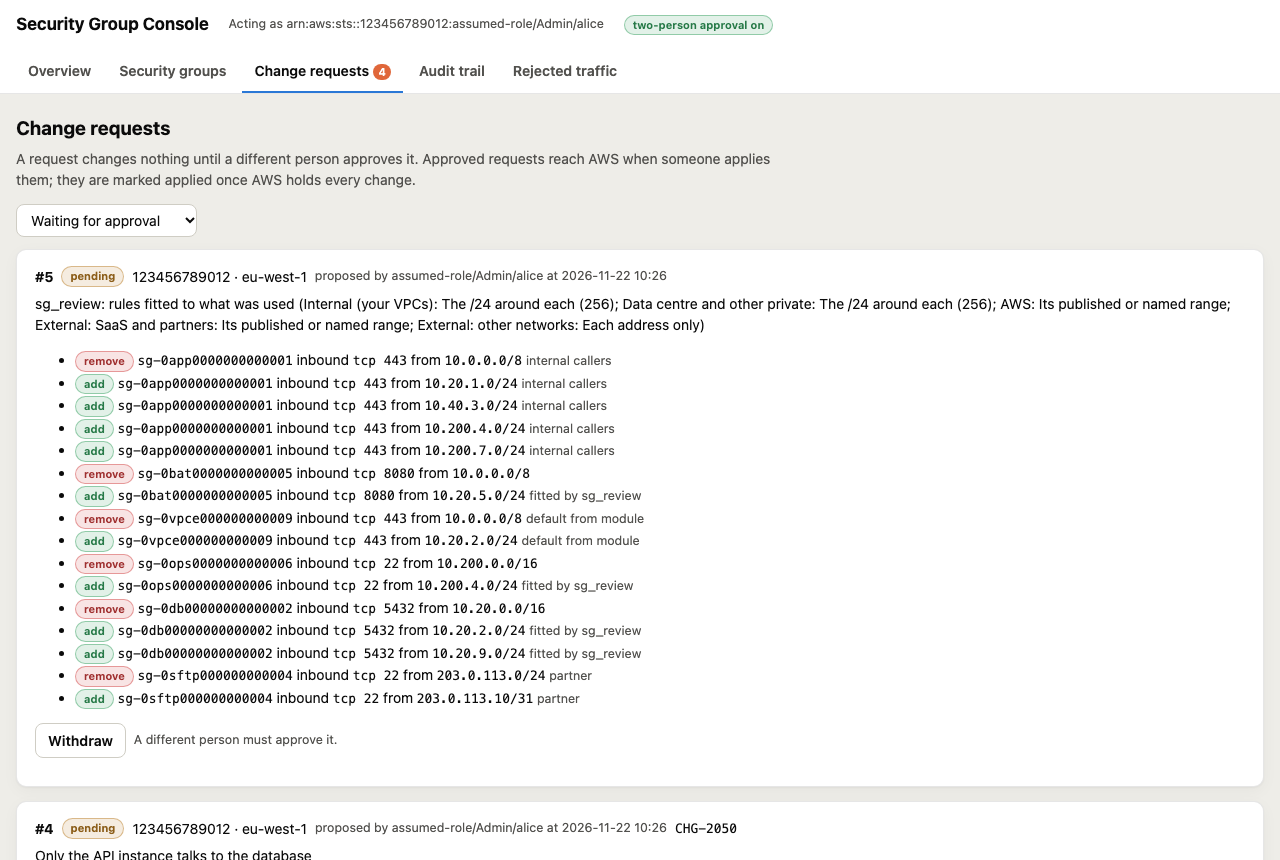 Security Group Console Acting as arn:aws:sts::123456789012:assumed-role/Admin/alice two-person approval on
Overview Security groups Change requests 4 Audit trail Rejected traffic
Change requests
A request changes nothing until a different person approves it. Approved requests reach AWS when someone applies
them; they are marked applied once AWS holds every change.
Waiting for approval
#5 pending 123456789012 · eu-west-1 proposed by assumed-role/Admin/alice at 2026-11-22 10:26
sg_review: rules fitted to what was used (Internal (your VPCs): The /24 around each (256); Data centre and other private: The /24 around each (256); AWS: Its published or named range;
External: SaaS and partners: Its published or named range; External: other networks: Each address only)
• remove sg-0app0000000000001 inbound tcp 443 from 10.0.0.0/8 internal callers
• add sg-0app0000000000001 inbound tcp 443 from 10.20.1.0/24 internal callers
• add sg-0app0000000000001 inbound tcp 443 from 10.40.3.0/24 internal callers
• add sg-0app0000000000001 inbound tcp 443 from 10.200.4.0/24 internal callers
• add sg-0app0000000000001 inbound tcp 443 from 10.200.7.0/24 internal callers
• remove sg-0bat0000000000005 inbound tcp 8080 from 10.0.0.0/8
• add sg-0bat0000000000005 inbound tcp 8080 from 10.20.5.0/24 fitted by sg_review
• remove sg-0vpce000000000009 inbound tcp 443 from 10.0.0.0/8 default from module
• add sg-0vpce000000000009 inbound tcp 443 from 10.20.2.0/24 default from module
• remove sg-0ops0000000000006 inbound tcp 22 from 10.200.0.0/16
• add sg-0ops0000000000006 inbound tcp 22 from 10.200.4.0/24 fitted by sg_review
• remove sg-0db00000000000002 inbound tcp 5432 from 10.20.0.0/16
• add sg-0db00000000000002 inbound tcp 5432 from 10.20.2.0/24 fitted by sg_review
• add sg-0db00000000000002 inbound tcp 5432 from 10.20.9.0/24 fitted by sg_review
• remove sg-0sftp000000000004 inbound tcp 22 from 203.0.113.0/24 partner
• add sg-0sftp000000000004 inbound tcp 22 from 203.0.113.10/31 partner
Withdraw A different person must approve it.
#4 pending 123456789012 · eu-west-1 proposed by assumed-role/Admin/alice at 2026-11-22 10:26 CHG-2050
Only the API instance talks to the database